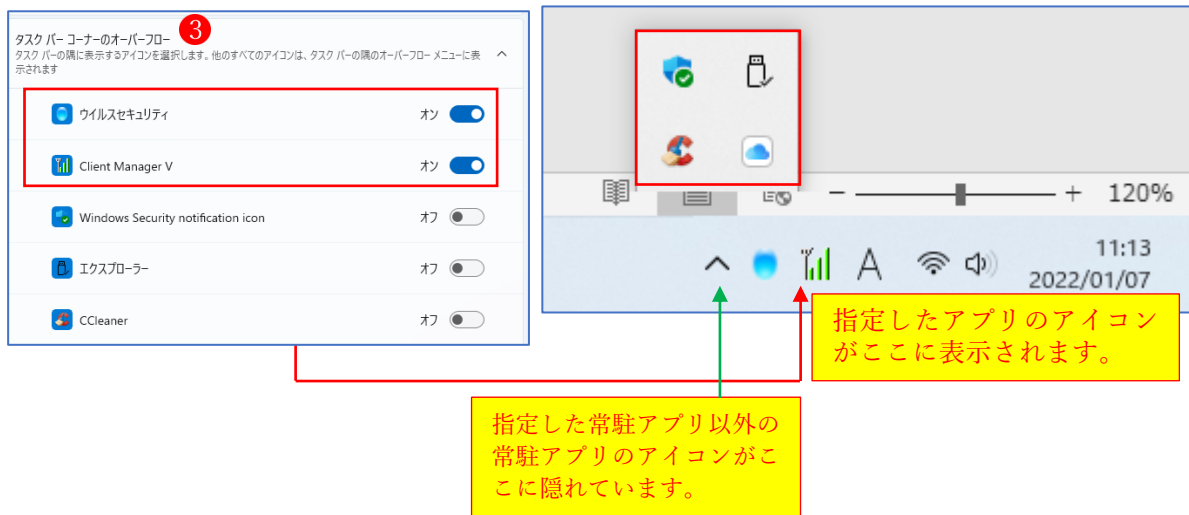 タスク バー コーナーのオーバーフロー
3
タスク バーの隅に表示するアイコンを選択します。他のすべてのアイコンは、タスク バーの隅のオーバーフロー メニューに表
示されます
ウイルスセキュリティ
オン
Client Manager V
オン
Windows Security notification icon
オフ
エクスプローラー
オフ
CCleaner
オフ
120%
A
11:13
2022/01/07
指定したアプリのアイコン
がここに表示されます。
指定した常駐アプリ以外の
常駐アプリのアイコンがこ
こに隠れています。